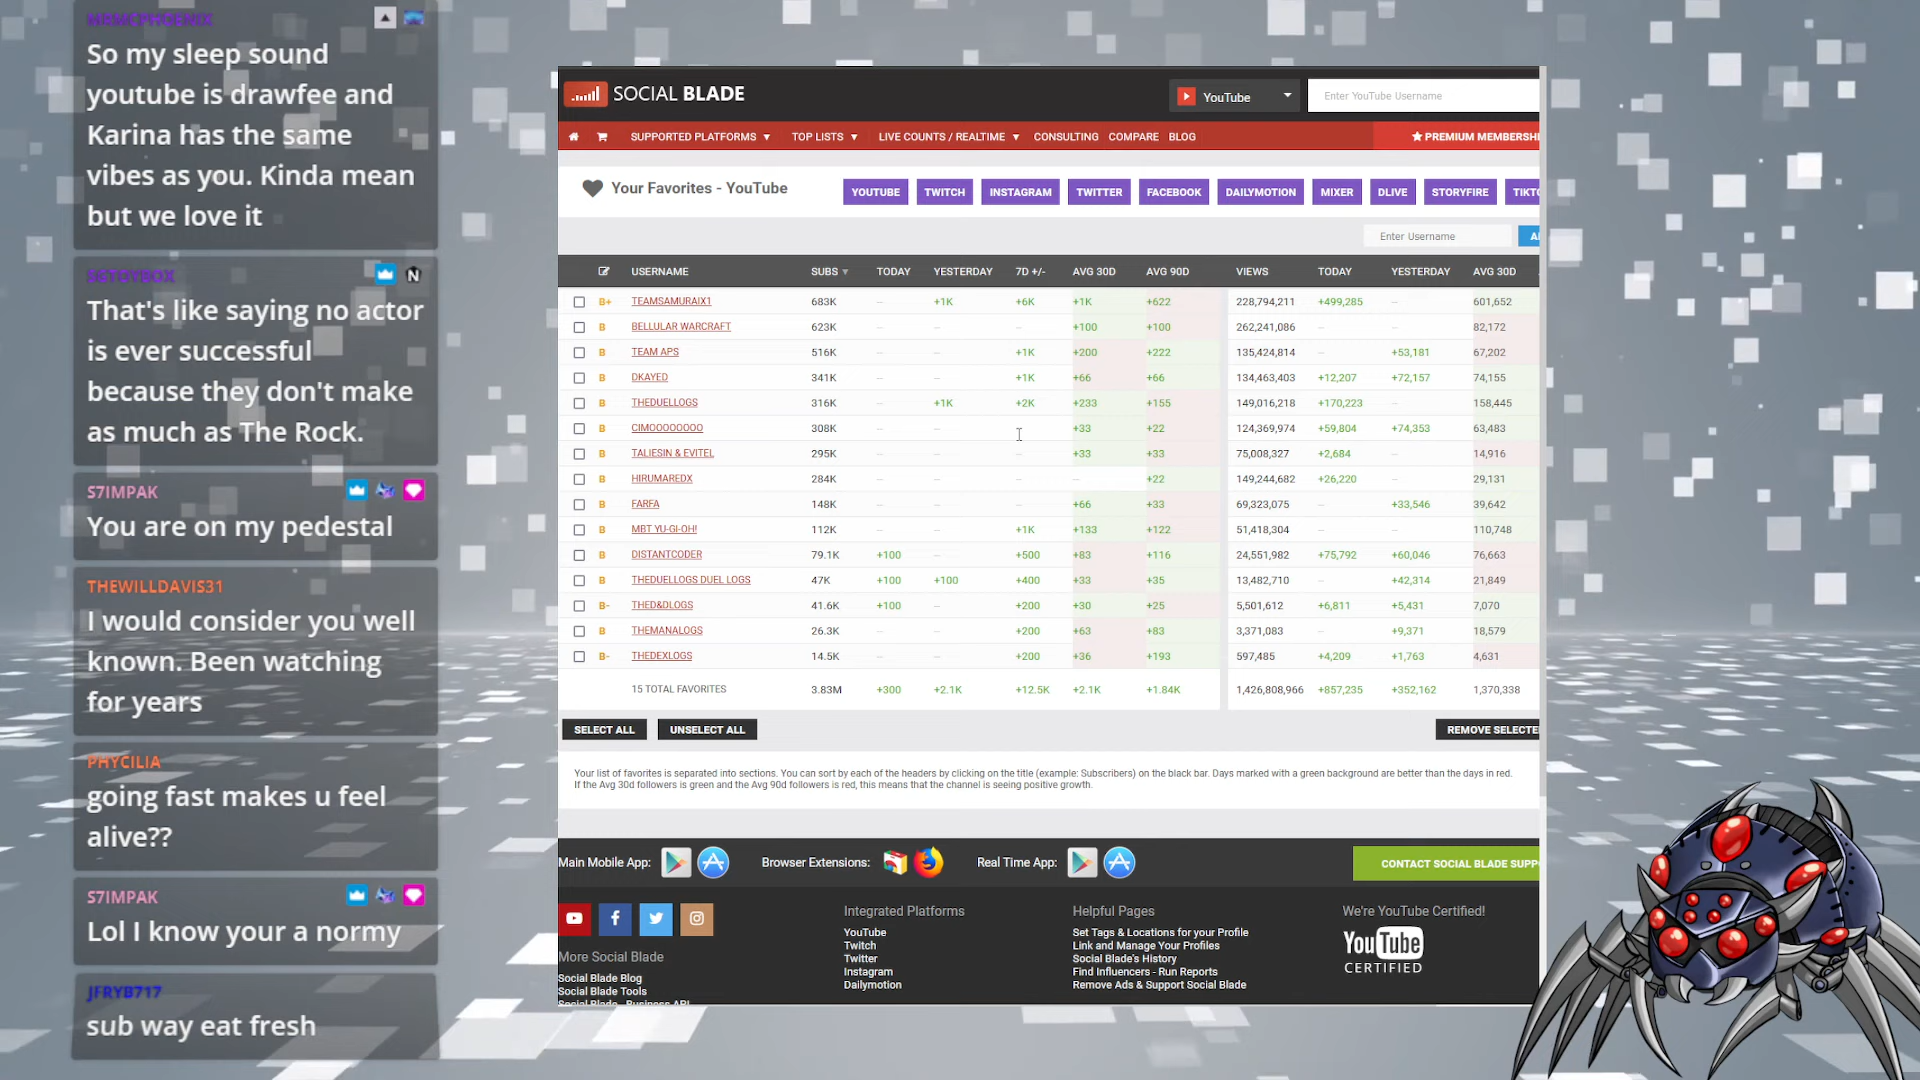 MRMCPHOENIX
So my sleep sound
youtube is drawfee and
Karina has the same
vibes as you. Kinda mean
but we love it
That's like saying no actor
is ever successful
because they don't make
as much as The Rock.
S7IMPAK
You are on my pedestal
THEWILLDAVIS31
I would consider you well
known. Been watching
for years
PHYCILIA
going fast makes u feel
alive??
S7IMPAK
Lol I know your a normy
JFRYB717
sub way eat fresh
SOCIAL BLADE
YouTube
Enter YouTube Username
SUPPORTED PLATFORMS TOP LISTS LIVE COUNTS / REALTIME CONSULTING COMPARE BLOG PREMIUM MEMBERSHI
Your Favorites - YouTube
YOUTUBE TWITCH INSTAGRAM TWITTER FACEBOOK DAILYMOTION MIXER DLIVE STORYFIRE TIKTO
Enter Username
USERNAME SUBS TODAY YESTERDAY 7D +/- AVG 30D AVG 90D VIEWS TODAY YESTERDAY AVG 30D
B+ TEAMSAMURAIX1 683K -- +1K +6K +1K +622 228,794,211 +499,285 -- 601,652
B BELLULAR WARCRAFT 623K -- -- -- +100 +100 262,241,086 -- -- 82,172
B TEAM APS 516K -- -- +1K +200 +222 135,424,814 -- +53,181 67,202
B DKAYED 341K -- -- +1K +66 +66 134,463,403 +12,207 +72,157 74,155
B THEDUELLOGS 316K -- +1K +2K +233 +155 149,016,218 +170,223 -- 158,445
B CIMOOOOOOOO 308K -- -- +33 +22 124,369,974 +59,804 +74,353 63,483
B TALIESIN & EVITEL 295K -- -- -- +33 +33 75,008,327 +2,684 -- 14,916
B HIRUMAREDX 284K -- -- -- -- +22 149,244,682 +26,220 -- 29,131
B FARFA 148K -- -- -- +66 +33 69,323,075 -- +33,546 39,642
B MBT YU-GI-OH! 112K -- -- +1K +133 +122 51,418,304 -- -- 110,748
B DISTANTCODER 79.1K +100 -- +500 +83 +116 24,551,982 +75,792 +60,046 76,663
B THEDUELLOGS DUEL LOGS 47K +100 +100 +400 +33 +35 13,482,710 -- +42,314 21,849
B- THED&DLOGS 41.6K +100 -- +200 +30 +25 5,501,612 +6,811 +5,431 7,070
B THEMANALOGS 26.3K -- -- +200 +63 +83 3,371,083 -- +9,371 18,579
B- THEDEXLOGS 14.5K -- -- +200 +36 +193 597,485 +4,209 +1,763 4,631
15 TOTAL FAVORITES 3.83M +300 +2.1K +12.5K +2.1K +1.84K 1,426,808,966 +857,235 +352,162 1,370,338
SELECT ALL UNSELECT ALL REMOVE SELECTE
Your list of favorites is separated into sections. You can sort by each of the headers by clicking on the title (example: Subscribers) on the black bar. Days marked with a green background are better than the days in red.
If the Avg 30d followers is green and the Avg 90d followers is red, this means that the channel is seeing positive growth.
Main Mobile App: Browser Extensions: Real Time App: CONTACT SOCIAL BLADE SUPP
More Social Blade
Social Blade Blog
Social Blade Tools
Social Blade - Business API
Integrated Platforms
YouTube
Twitch
Twitter
Instagram
Dailymotion
Helpful Pages
Set Tags & Locations for your Profile
Link and Manage Your Profiles
Social Blade's History
Find Influencers - Run Reports
Remove Ads & Support Social Blade
We're YouTube Certified!
YouTube
CERTIFIED